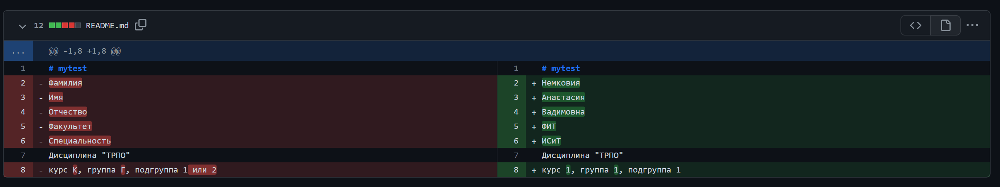 12 README.md
... @@ -1,8 +1,8 @@
1 # mytest
2 - Фамилия
3 - Имя
4 - Отчество
5 - Факультет
6 - Специальность
7 Дисциплина "ТРПО"
8 - курс К, группа Г, подгруппа 1 или 2
1 # mytest
2 + Немковия
3 + Анастасия
4 + Вадимовна
5 + ФИТ
6 + ИСиТ
7 Дисциплина "ТРПО"
8 + курс 1, группа 1, подгруппа 1